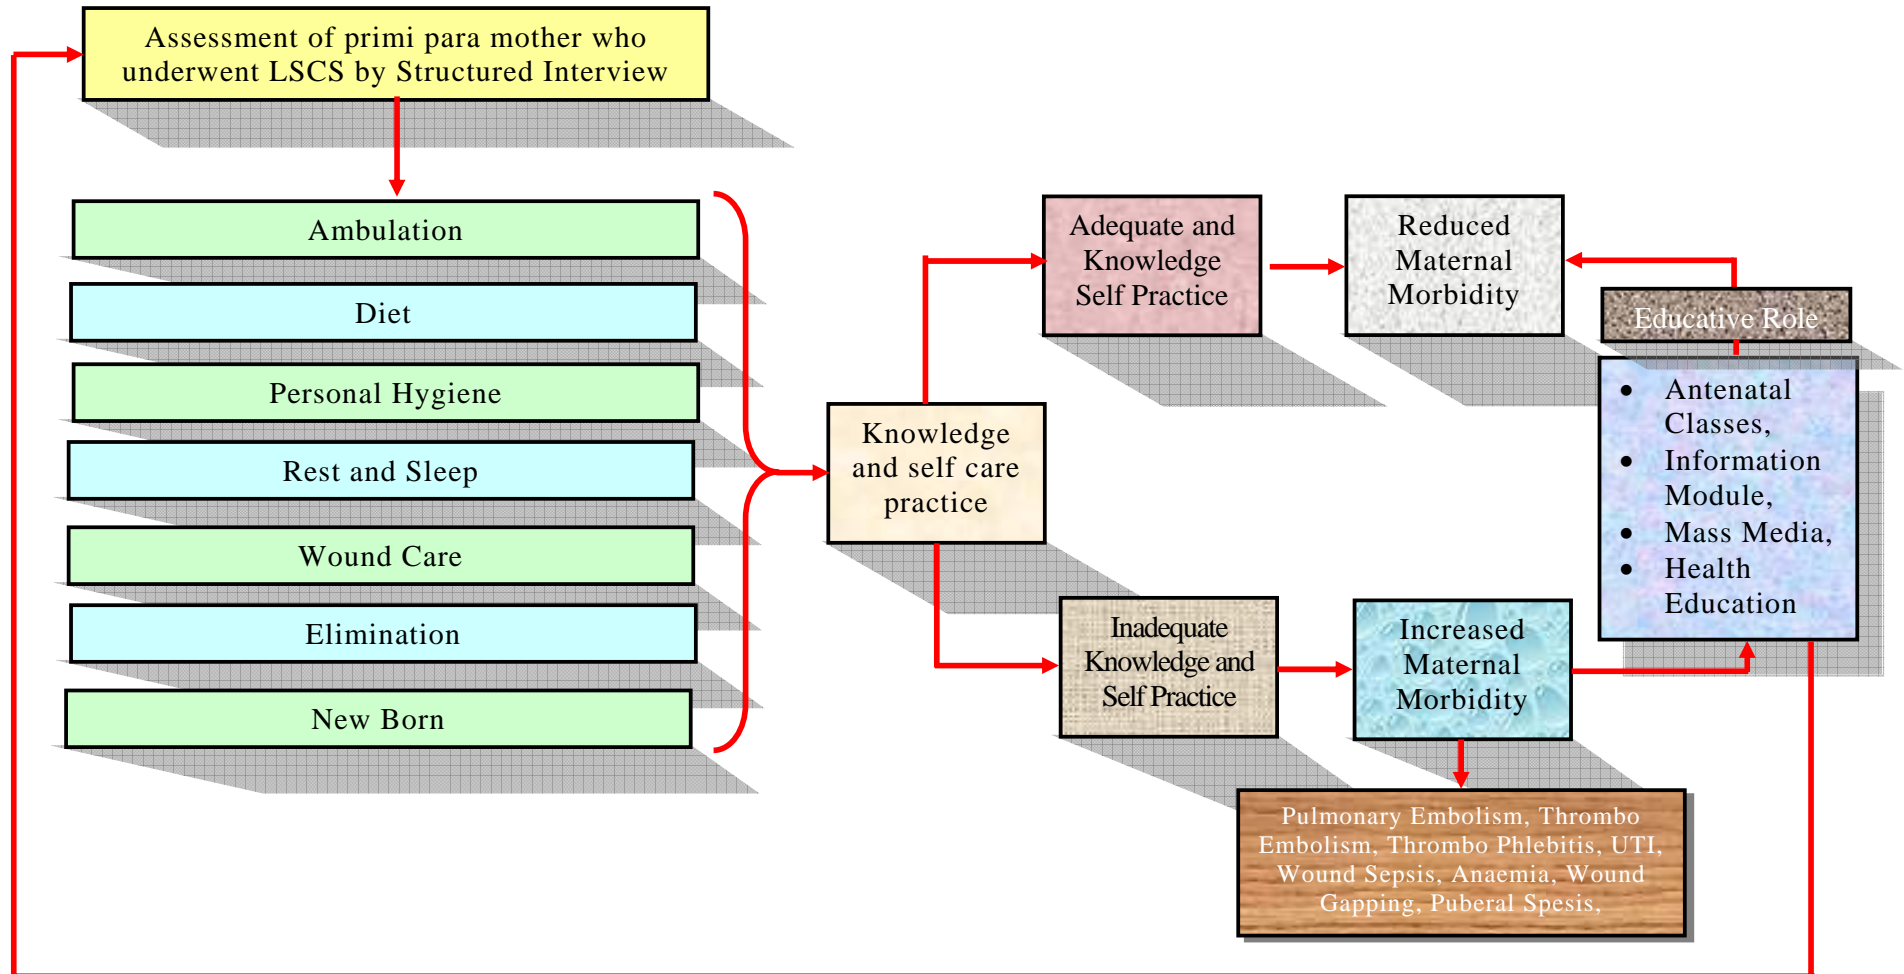 Assessment of primi para mother who
underwent LSCS by Structured Interview
Ambulation
Diet
Personal Hygiene
Rest and Sleep
Wound Care
Elimination
New Born
Knowledge
and self care
practice
Adequate and
Knowledge
Self Practice
Reduced
Maternal
Morbidity
Educative Role
• Antenatal
Classes,
• Information
Module,
• Mass Media,
• Health
Education
Inadequate
Knowledge and
Self Practice
Increased
Maternal
Morbidity
Pulmonary Embolism, Thrombo
Embolism, Thrombo Phlebitis, UTI,
Wound Sepsis, Anaemia, Wound
Gapping, Puberal Spesis,